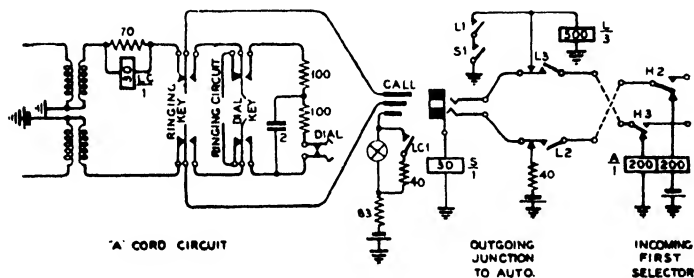 70
30
LC
1
RINGING KEY
RINGING CIRCUIT
DIAL KEY
2
100
100
DIAL
CALL
LC1
40
83
L1
S1
500
L
3
L3
L2
30
S
1
40
H2
H3
A
1
200
200
'A' CORD CIRCUIT
OUTGOING
JUNCTION
TO AUTO.
INCOMING
FIRST
SELECTOR